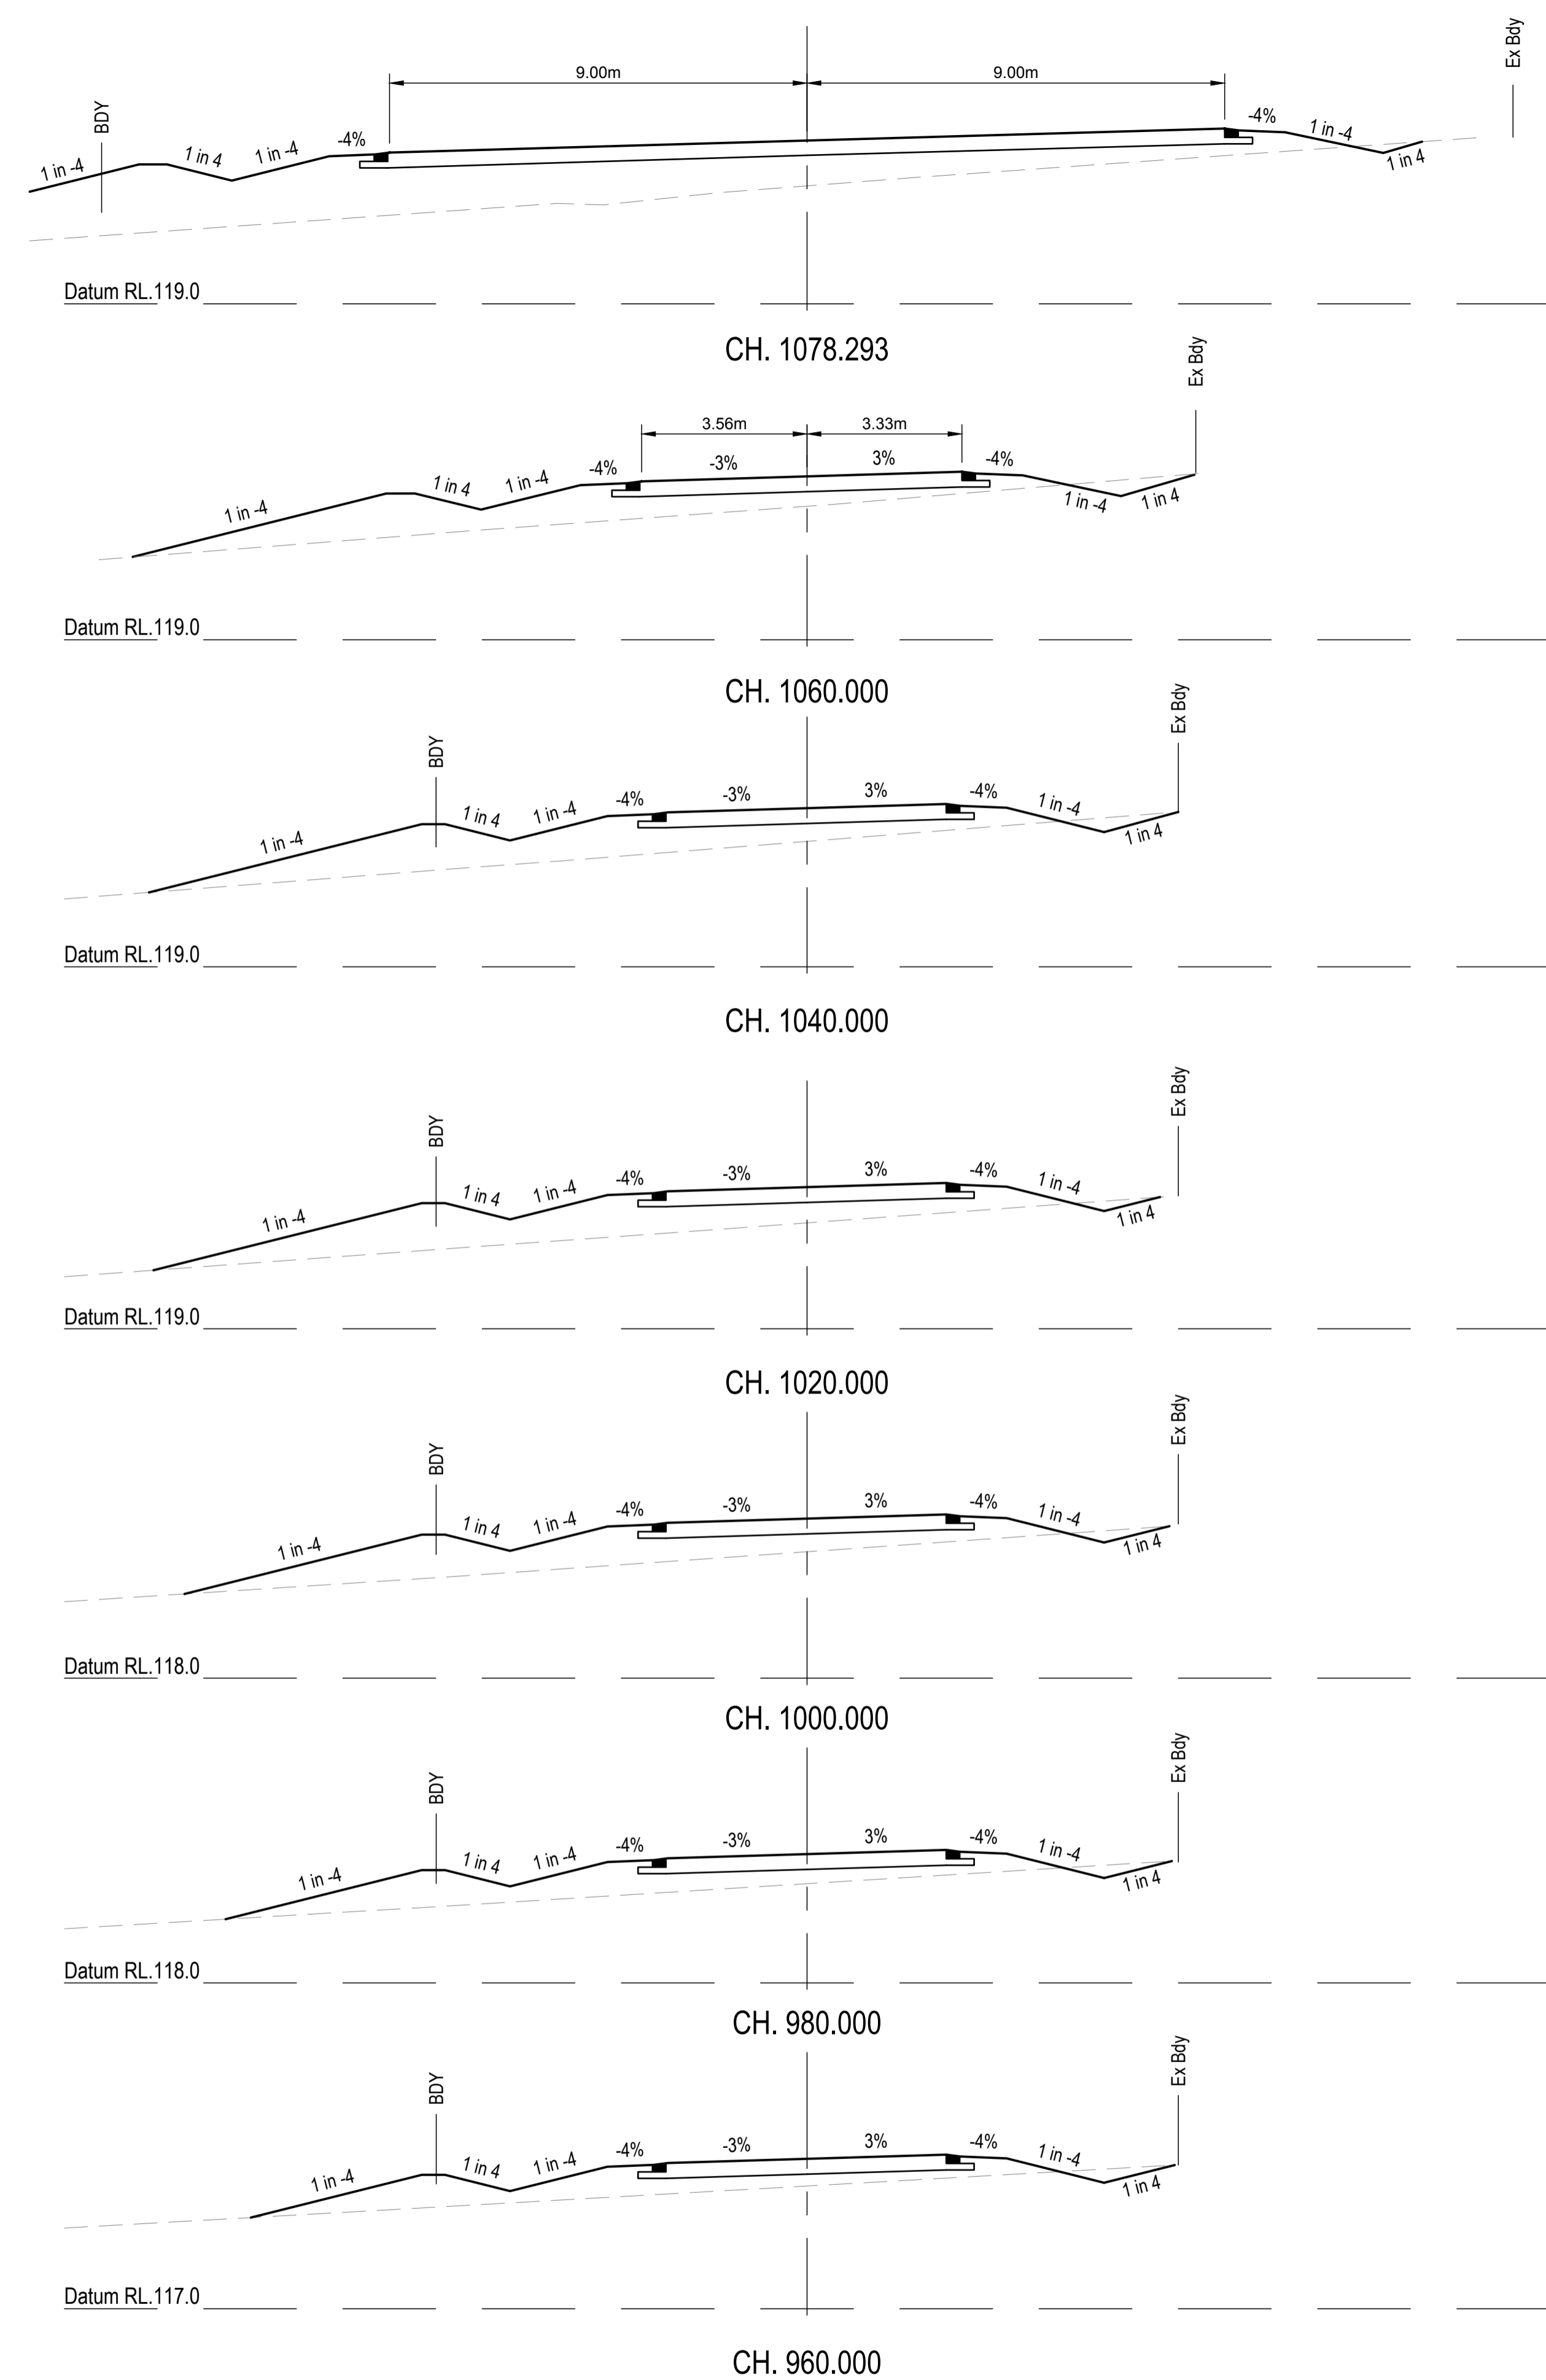 Ex Bdy
9.00m 9.00m
BDY
1 in -4 1 in 4 1 in -4 -4% -4% 1 in -4 1 in 4
Datum RL.119.0
CH. 1078.293
Ex Bdy
3.56m 3.33m
1 in -4 1 in 4 1 in -4 -4% -3% 3% -4% 1 in -4 1 in 4
Datum RL.119.0
CH. 1060.000
Ex Bdy
BDY
1 in -4 1 in 4 1 in -4 -4% -3% 3% -4% 1 in -4 1 in 4
Datum RL.119.0
CH. 1040.000
Ex Bdy
BDY
1 in -4 1 in 4 1 in -4 -4% -3% 3% -4% 1 in -4 1 in 4
Datum RL.119.0
CH. 1020.000
Ex Bdy
BDY
1 in -4 1 in 4 1 in -4 -4% -3% 3% -4% 1 in -4 1 in 4
Datum RL.118.0
CH. 1000.000
Ex Bdy
BDY
1 in -4 1 in 4 1 in -4 -4% -3% 3% -4% 1 in -4 1 in 4
Datum RL.118.0
CH. 980.000
Ex Bdy
BDY
1 in -4 1 in 4 1 in -4 -4% -3% 3% -4% 1 in -4 1 in 4
Datum RL.117.0
CH. 960.000